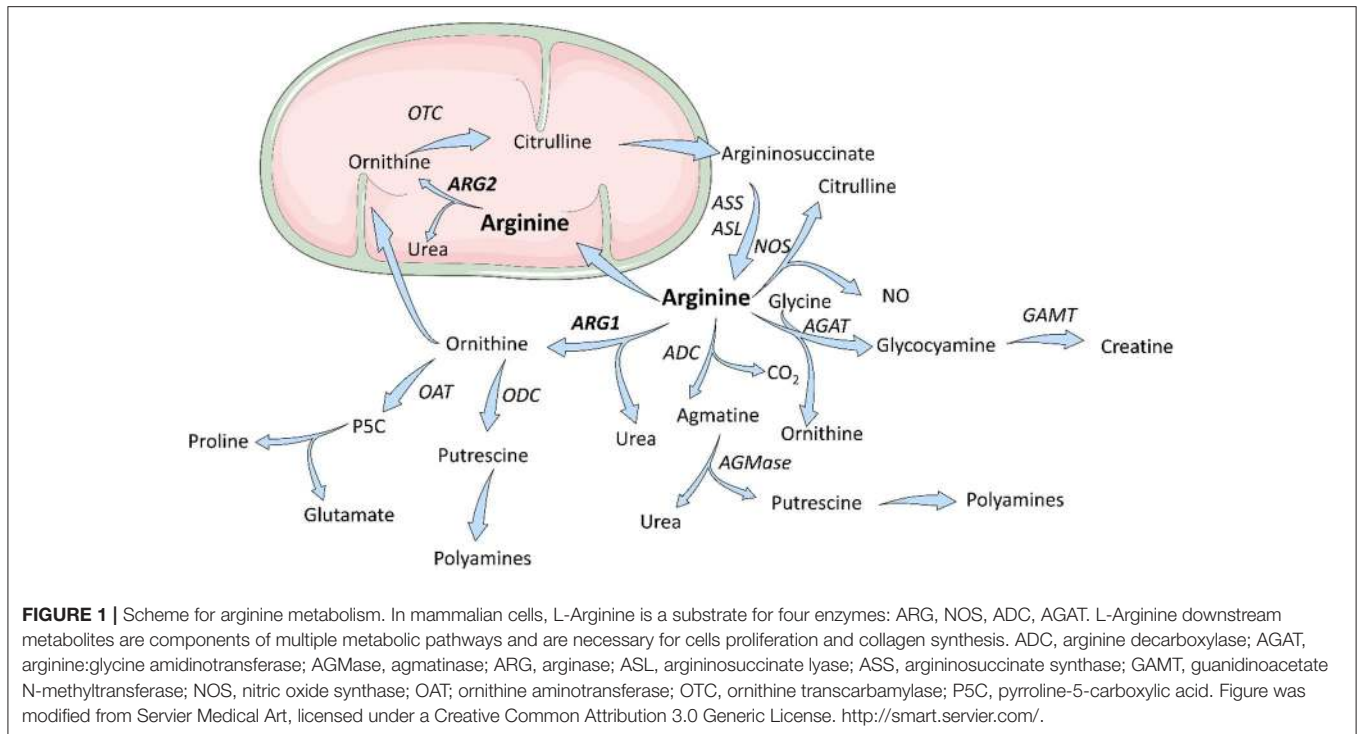 OTC
Citrulline
Ornithine
Argininosuccinate
ARG2
Citrulline
ASS
Arginine
ASL
NOS
Urea
Arginine
Glycine
NO
ARG1
AGAT
GAMT
Ornithine
ADC
Glycocyamine
Creatine
CO2
OAT
ODC
Agmatine
P5C
Proline
Urea
Ornithine
Putrescine
AGMase
Glutamate
Urea
Putrescine
Polyamines
Polyamines
FIGURE 1 | Scheme for arginine metabolism. In mammalian cells, L-Arginine is a substrate for four enzymes: ARG, NOS, ADC, AGAT. L-Arginine downstream
metabolites are components of multiple metabolic pathways and are necessary for cells proliferation and collagen synthesis. ADC, arginine decarboxylase; AGAT,
arginine:glycine amidinotransferase; AGMase, agmatinase; ARG, arginase; ASL, argininosuccinate lyase; ASS, argininosuccinate synthase; GAMT, guanidinoacetate
N-methyltransferase; NOS, nitric oxide synthase; OAT; ornithine aminotransferase; OTC, ornithine transcarbamylase; P5C, pyrroline-5-carboxylic acid. Figure was
modified from Servier Medical Art, licensed under a Creative Common Attribution 3.0 Generic License. http://smart.servier.com/.